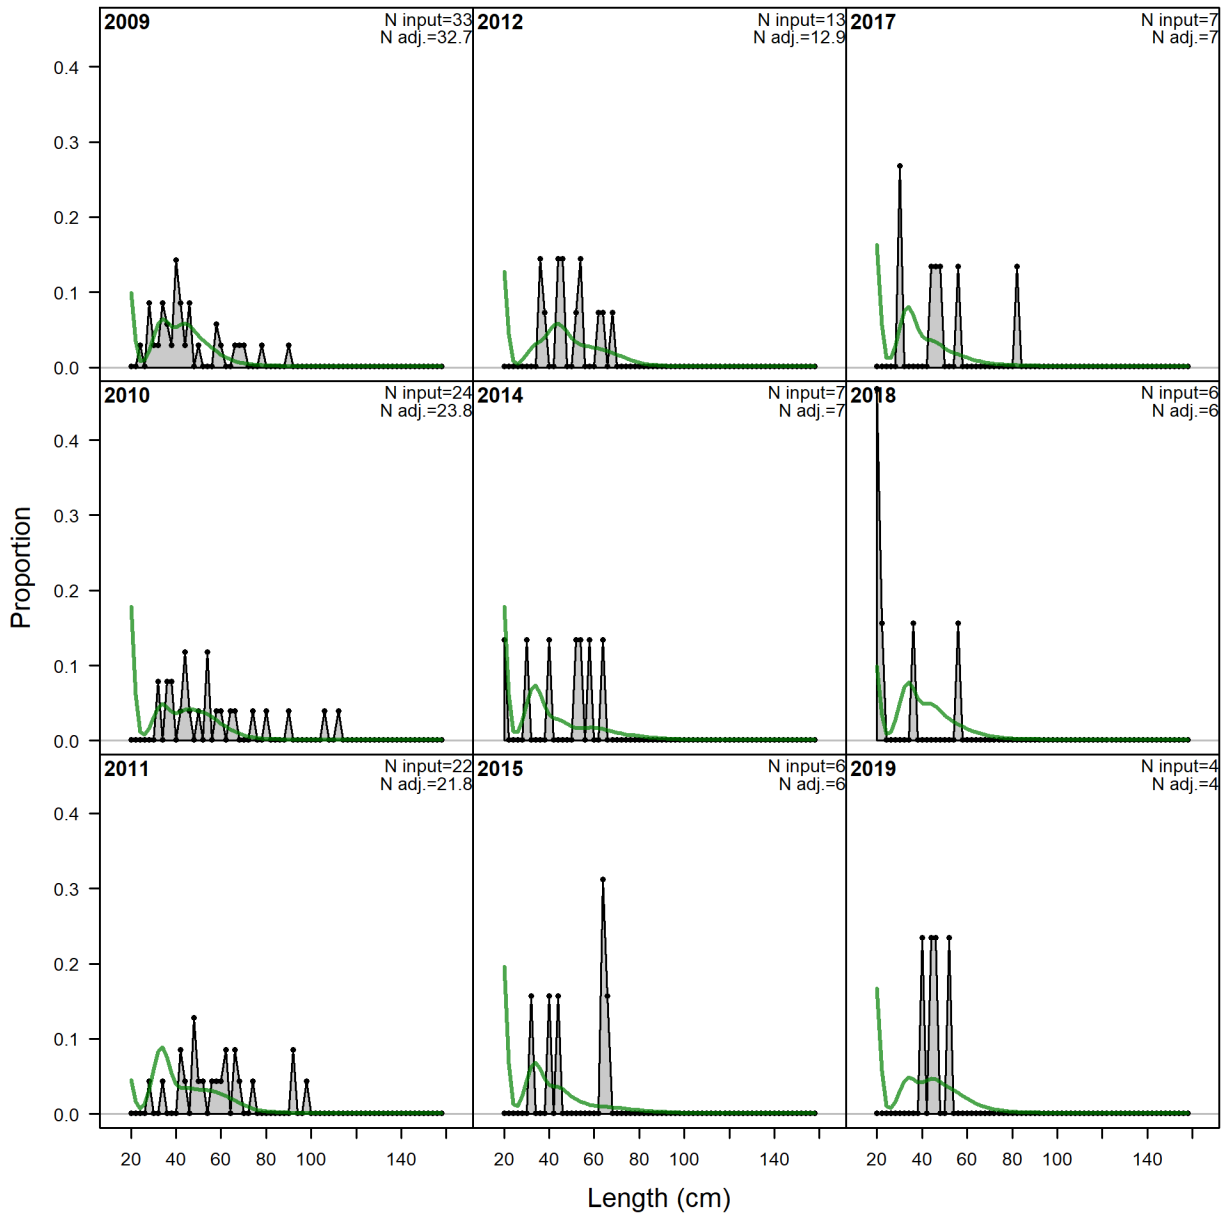 2009
N input=33
N adj.=32.7
2012
N input=13
N adj.=12.9
2017
N input=7
N adj.=7
0.4
0.3
0.2
0.1
0.0
2010
N input=24
N adj.=23.8
2014
N input=7
N adj.=7
2018
N input=6
N adj.=6
0.4
0.3
0.2
0.1
0.0
2011
N input=22
N adj.=21.8
2015
N input=6
N adj.=6
2019
N input=4
N adj.=4
0.4
0.3
0.2
0.1
0.0
Proportion
20 40 60 80 100 140
20 40 60 80 100 140
20 40 60 80 100 140
Length (cm)